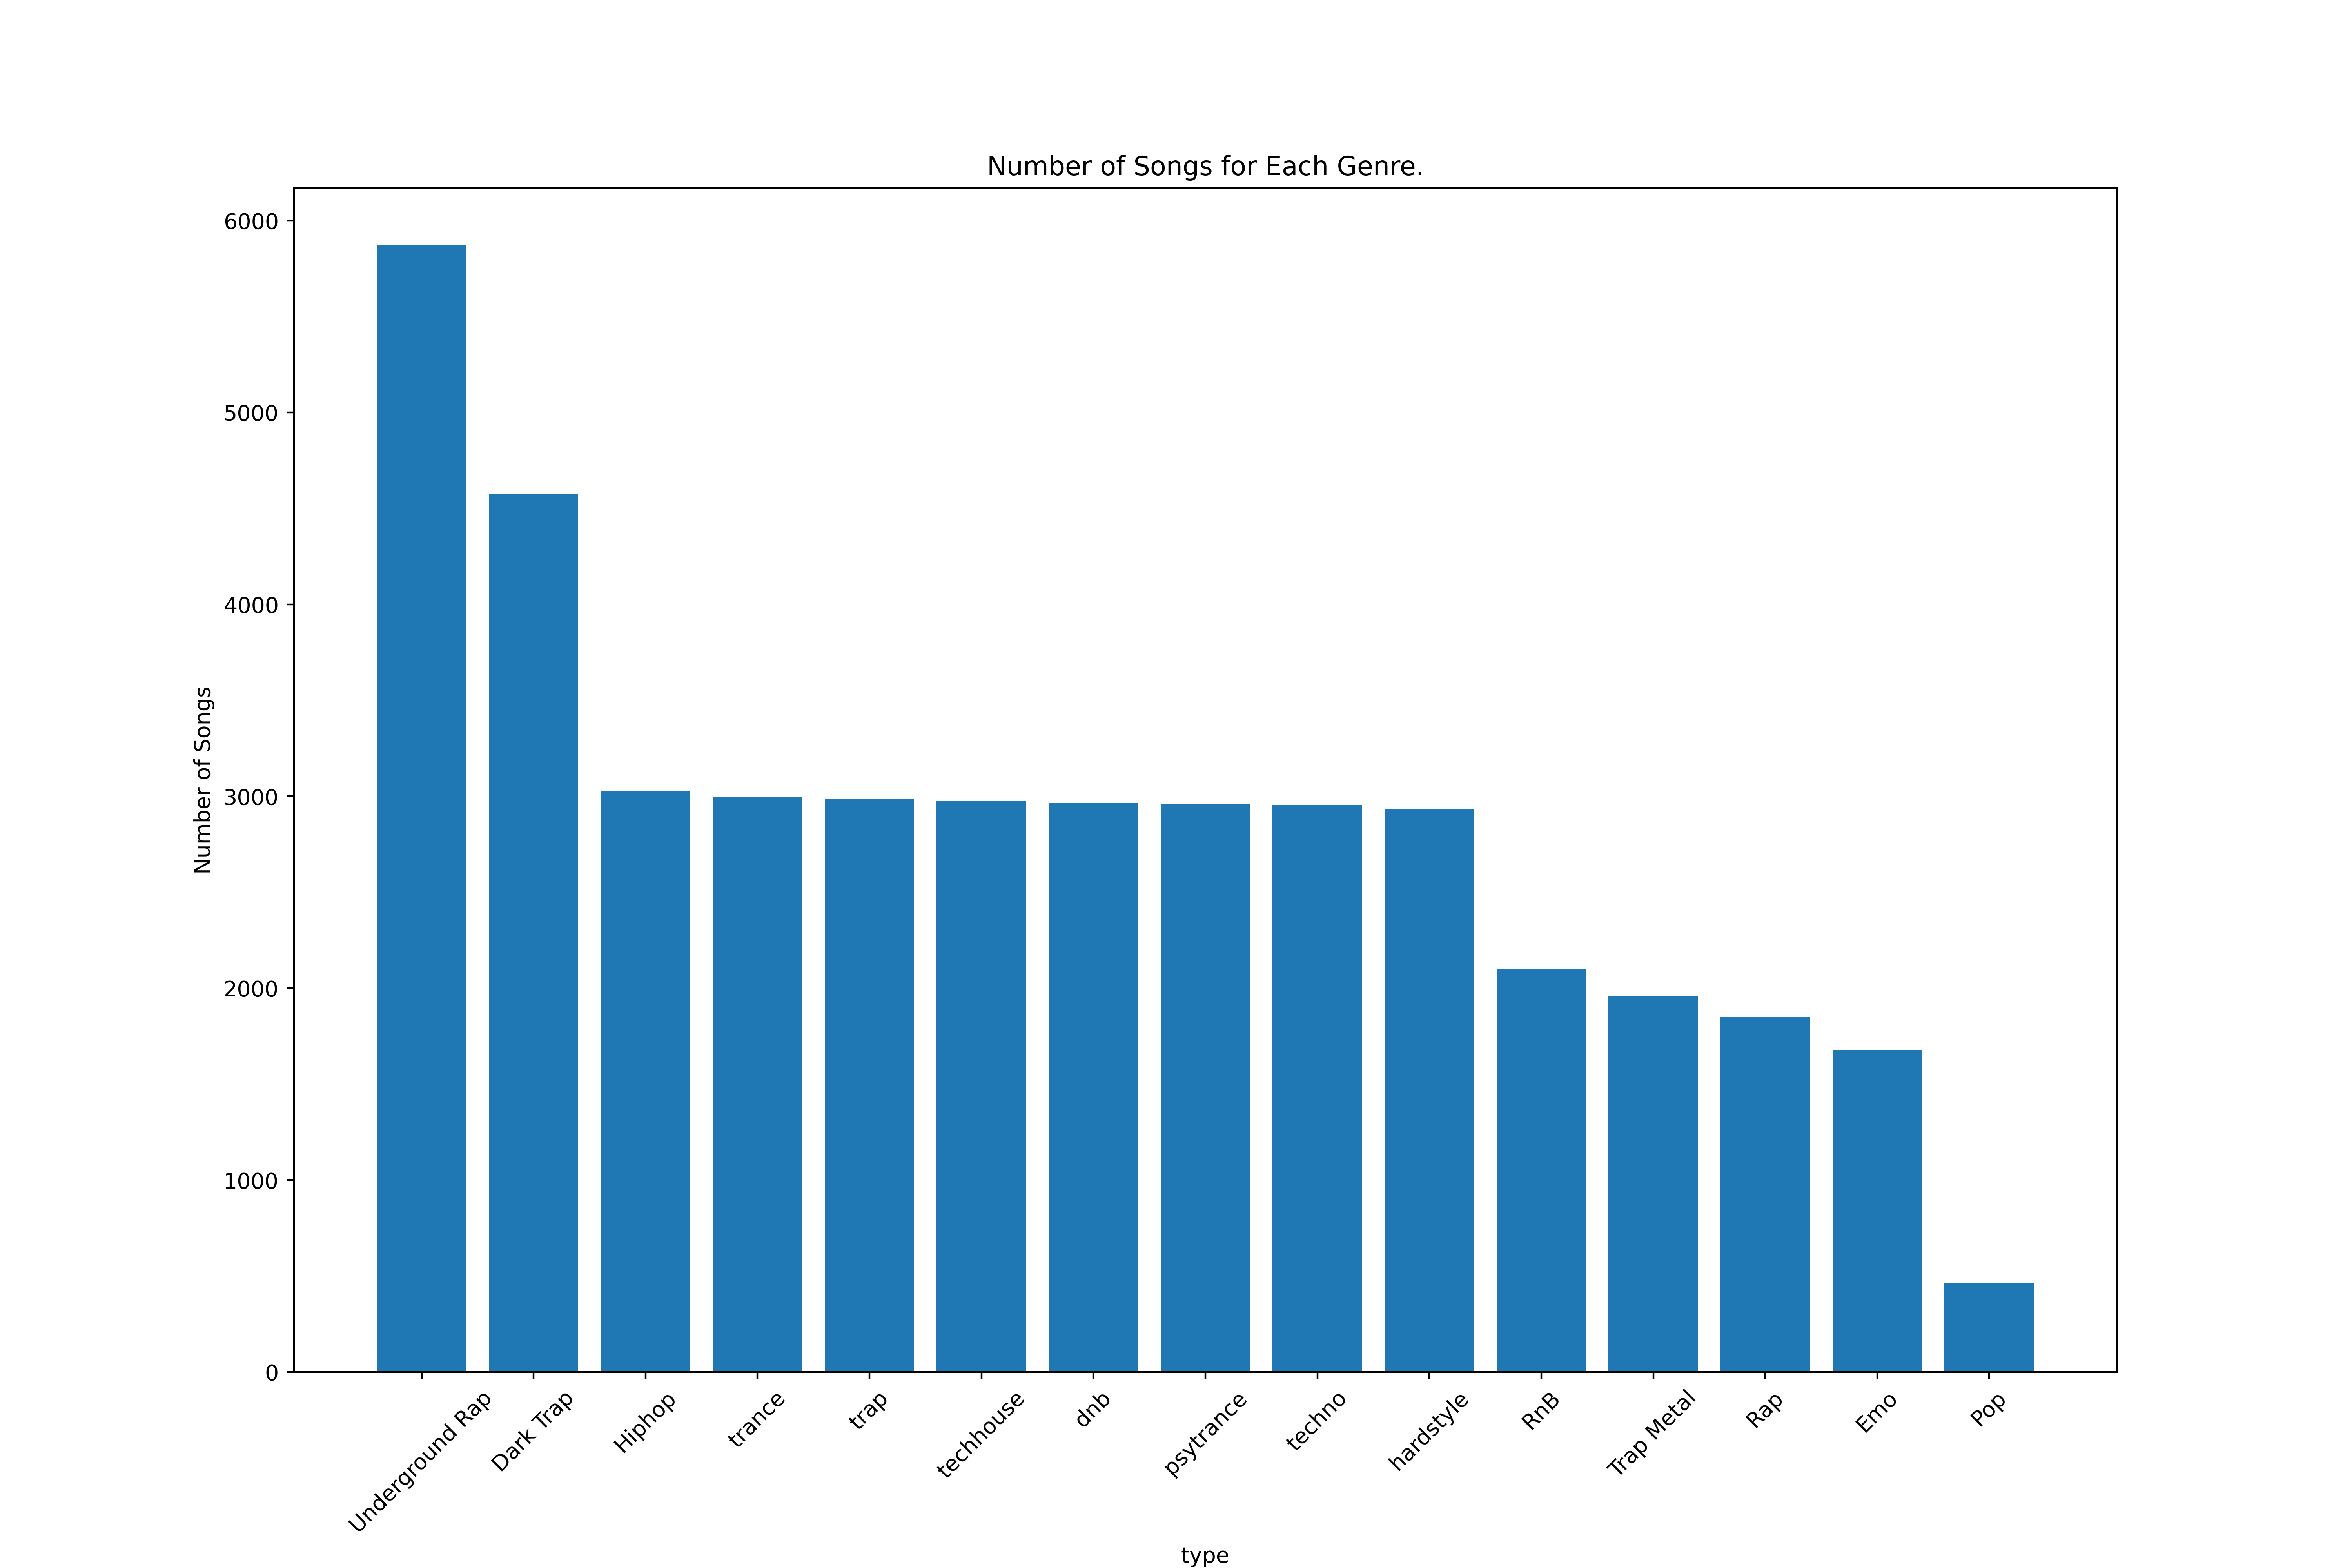 Number of Songs for Each Genre.
Number of Songs
6000
5000
4000
3000
2000
1000
0
Underground Rap
Dark Trap
Hiphop
trance
trap
techhouse
dnb
psytrance
techno
hardstyle
RnB
Trap Metal
Rap
Emo
Pop
type